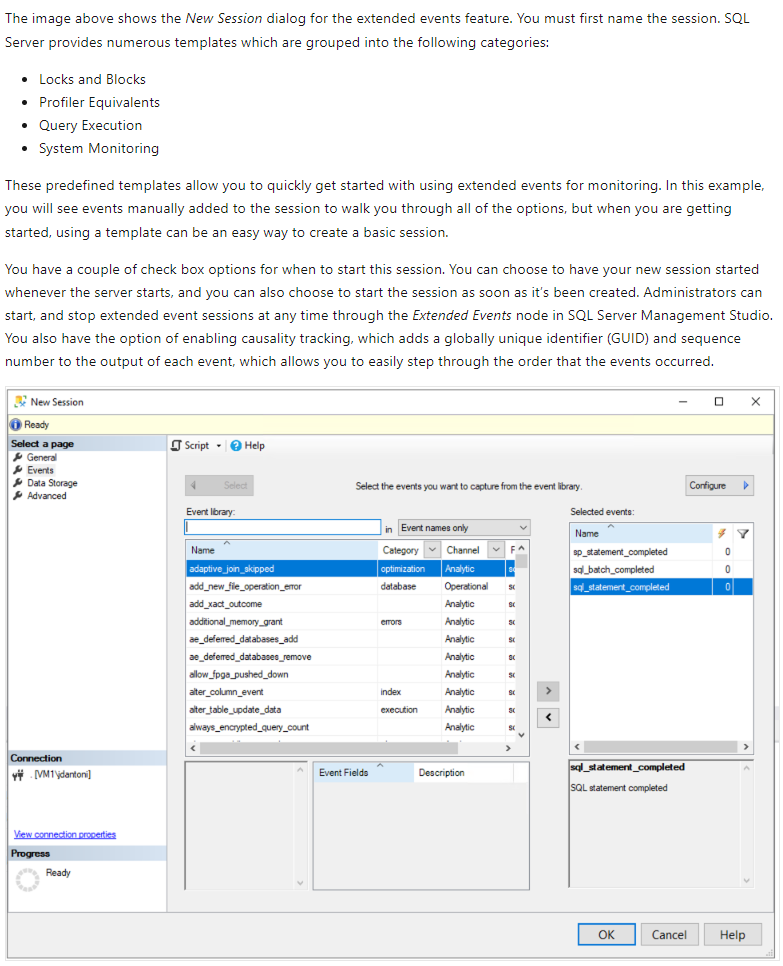 The image above shows the New Session dialog for the extended events feature. You must first name the session. SQL
Server provides numerous templates which are grouped into the following categories:
• Locks and Blocks
• Profiler Equivalents
• Query Execution
• System Monitoring
These predefined templates allow you to quickly get started with using extended events for monitoring. In this example,
you will see events manually added to the session to walk you through all of the options, but when you are getting
started, using a template can be an easy way to create a basic session.
You have a couple of check box options for when to start this session. You can choose to have your new session started
whenever the server starts, and you can also choose to start the session as soon as it's been created. Administrators can
start, and stop extended event sessions at any time through the Extended Events node in SQL Server Management Studio.
You also have the option of enabling causality tracking, which adds a globally unique identifier (GUID) and sequence
number to the output of each event, which allows you to easily step through the order that the events occurred.
New Session
Ready
Select a page
General
Events
Data Storage
Advanced
Connection
. [VM1\jdantoni]
View connection properties
Progress
Ready
Script Help
Select
Select the events you want to capture from the event library.
Configure
Event library:
in Event names only
Name Category Channel
adaptive_join_skipped optimization Analytic
add_new_file_operation_error database Operational
add_xact_outcome Analytic
additional_memory_grant errors Analytic
ae_deferred_databases_add Analytic
ae_deferred_databases_remove Analytic
allow_fpga_pushed_down Analytic
alter_column_event index Analytic
alter_table_update_data execution Analytic
always_encrypted_query_count Analytic
Event Fields Description
Selected events:
Name
sp_statement_completed 0
sql_batch_completed 0
sql_statement_completed 0
sql_statement_completed
SQL statement completed
OK Cancel Help